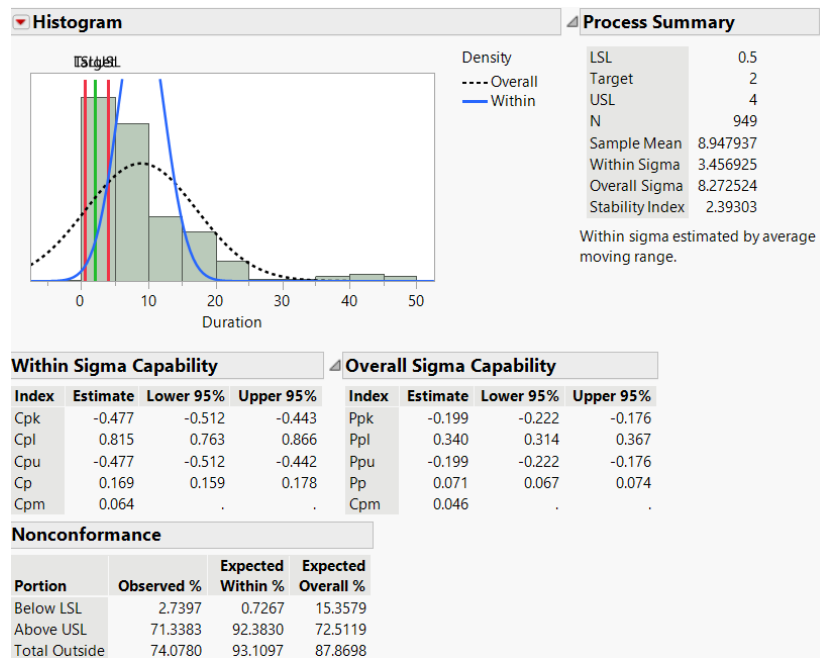 Histogram
Density
Overall
Within
0 10 20 30 40 50
Duration
Process Summary
LSL 0.5
Target 2
USL 4
N 949
Sample Mean 8.947937
Within Sigma 3.456925
Overall Sigma 8.272524
Stability Index 2.39303
Within sigma estimated by average
moving range.
Within Sigma Capability
Index Estimate Lower 95% Upper 95%
Cpk -0.477 -0.512 -0.443
Cpl 0.815 0.763 0.866
Cpu -0.477 -0.512 -0.442
Cp 0.169 0.159 0.178
Cpm 0.064 . .
Overall Sigma Capability
Index Estimate Lower 95% Upper 95%
Ppk -0.199 -0.222 -0.176
Ppl 0.340 0.314 0.367
Ppu -0.199 -0.222 -0.176
Pp 0.071 0.067 0.074
Cpm 0.046 . .
Nonconformance
Expected Expected
Portion Observed % Within % Overall %
Below LSL 2.7397 0.7267 15.3579
Above USL 71.3383 92.3830 72.5119
Total Outside 74.0780 93.1097 87.8698